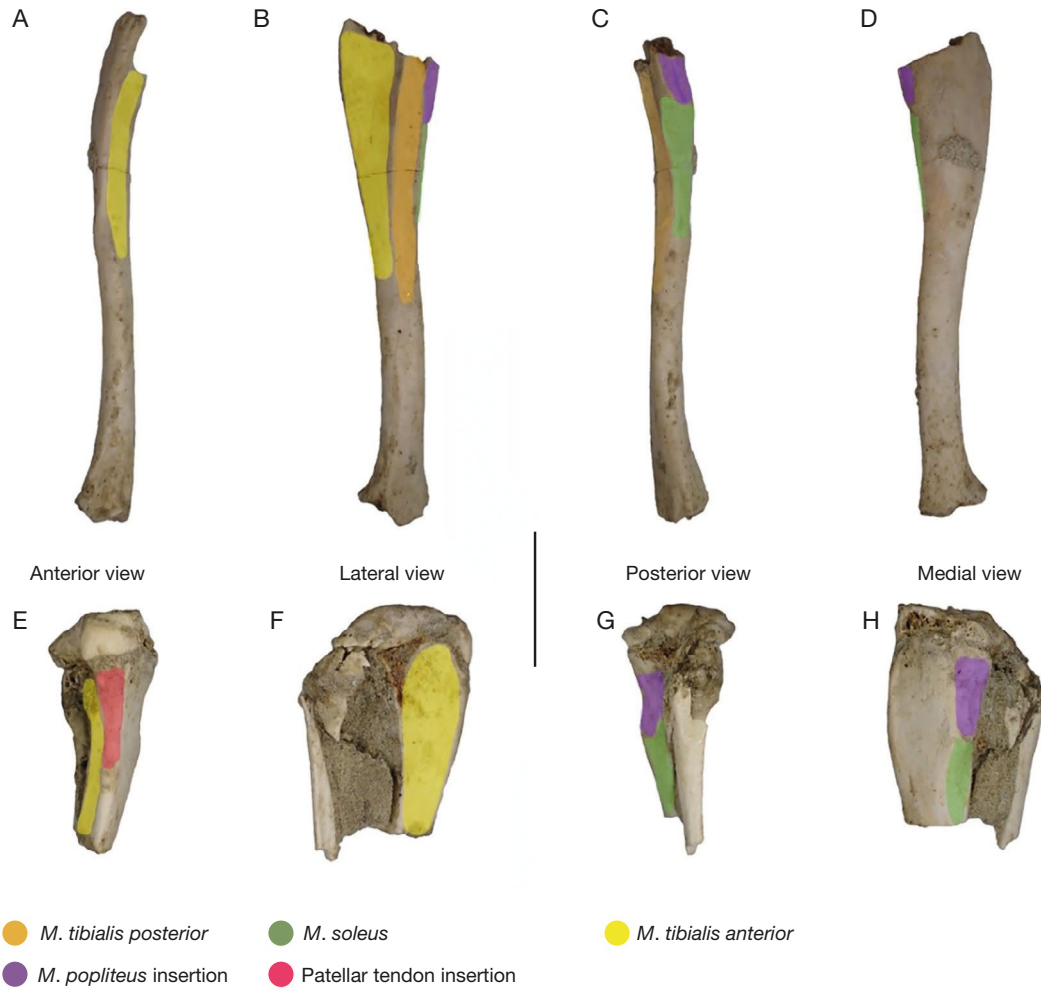 A B C D
Anterior view Lateral view Posterior view Medial view
E F G H
M. tibialis posterior M. soleus M. tibialis anterior
M. popliteus insertion Patellar tendon insertion